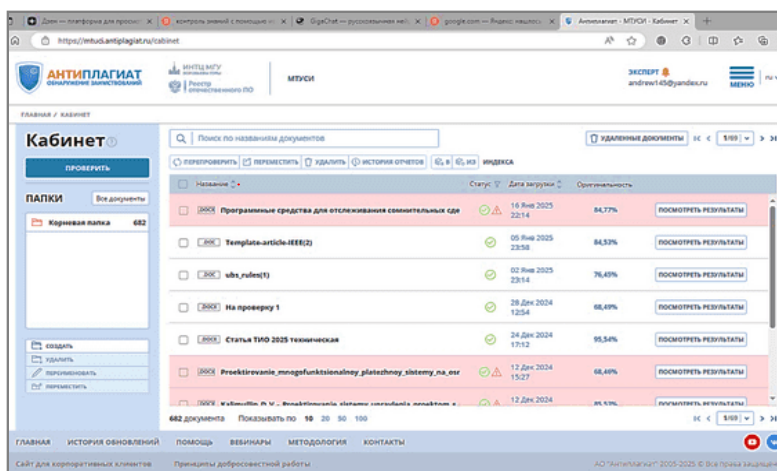 Дзен — платформа для просмот
контроль знаний с помощью ис
GigaChat — русскоязычная ней
google.com — Яндекс: нашлось
Антиплагиат - МТУСИ - Кабинет
https://mtuci.antiplagiat.ru/cabinet
АНТИПЛАГИАТ
ОБНАРУЖЕНИЕ ЗАИМСТВОВАНИЙ
ИНТЦ МГУ
Реестр
отечественного ПО
МТУСИ
ЭКСПЕРТ
andrew145@yandex.ru
МЕНЮ
ru
ГЛАВНАЯ / КАБИНЕТ
Кабинет
Поиск по названиям документов
УДАЛЕННЫЕ ДОКУМЕНТЫ
1/69
ПРОВЕРИТЬ
ПЕРЕПРОВЕРИТЬ ПЕРЕМЕСТИТЬ УДАЛИТЬ ИСТОРИЯ ОТЧЕТОВ В ИЗ ИНДЕКСА
ПАПКИ Все документы
Корневая папка 682
Название Статус Дата загрузки Оригинальность
.DOCX Программные средства для отслеживания сомнительных сде 16 Янв 2025 22:14 84,77% ПОСМОТРЕТЬ РЕЗУЛЬТАТЫ
.DOC Template-article-IEEE(2) 05 Янв 2025 23:58 84,53% ПОСМОТРЕТЬ РЕЗУЛЬТАТЫ
.DOC ubs_rules(1) 02 Янв 2025 23:14 76,45% ПОСМОТРЕТЬ РЕЗУЛЬТАТЫ
.DOCX На проверку 1 28 Дек 2024 12:54 68,49% ПОСМОТРЕТЬ РЕЗУЛЬТАТЫ
.DOCX Статья ТИО 2025 техническая 24 Дек 2024 17:12 95,54% ПОСМОТРЕТЬ РЕЗУЛЬТАТЫ
.DOCX Proektirovanie_mnogofunktsionalnoy_platezhnoy_sistemy_na_osr 12 Дек 2024 15:27 68,46% ПОСМОТРЕТЬ РЕЗУЛЬТАТЫ
12 Дек 2024
СОЗДАТЬ
УДАЛИТЬ
ПЕРЕИМЕНОВАТЬ
ПЕРЕМЕСТИТЬ
682 документа Показывать по 10 20 50 100
1/69
ГЛАВНАЯ ИСТОРИЯ ОБНОВЛЕНИЙ ПОМОЩЬ ВЕБИНАРЫ МЕТОДОЛОГИЯ КОНТАКТЫ
Сайт для корпоративных клиентов Принципы добросовестной работы АО "Антиплагиат" 2005-2025 © Все права защищены